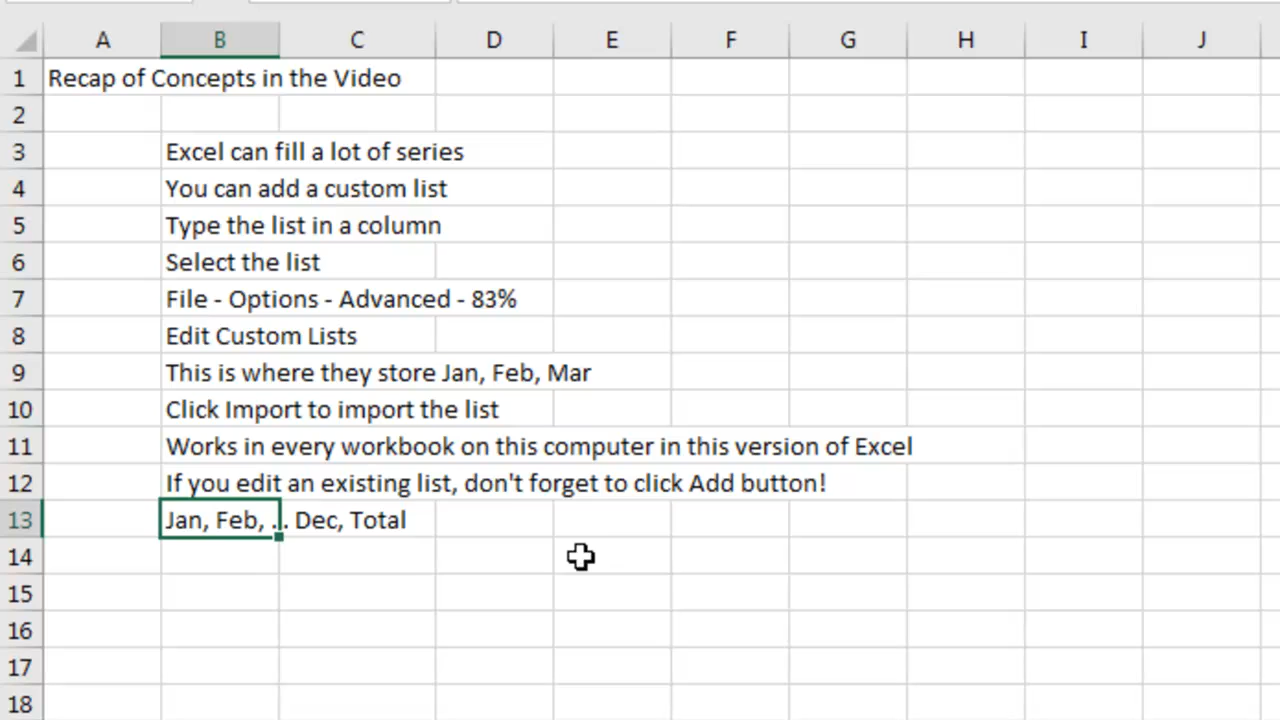 A B C D E F G H I J
1 Recap of Concepts in the Video
2
3 Excel can fill a lot of series
4 You can add a custom list
5 Type the list in a column
6 Select the list
7 File - Options - Advanced - 83%
8 Edit Custom Lists
9 This is where they store Jan, Feb, Mar
10 Click Import to import the list
11 Works in every workbook on this computer in this version of Excel
12 If you edit an existing list, don't forget to click Add button!
13 Jan, Feb, ... Dec, Total
14
15
16
17
18